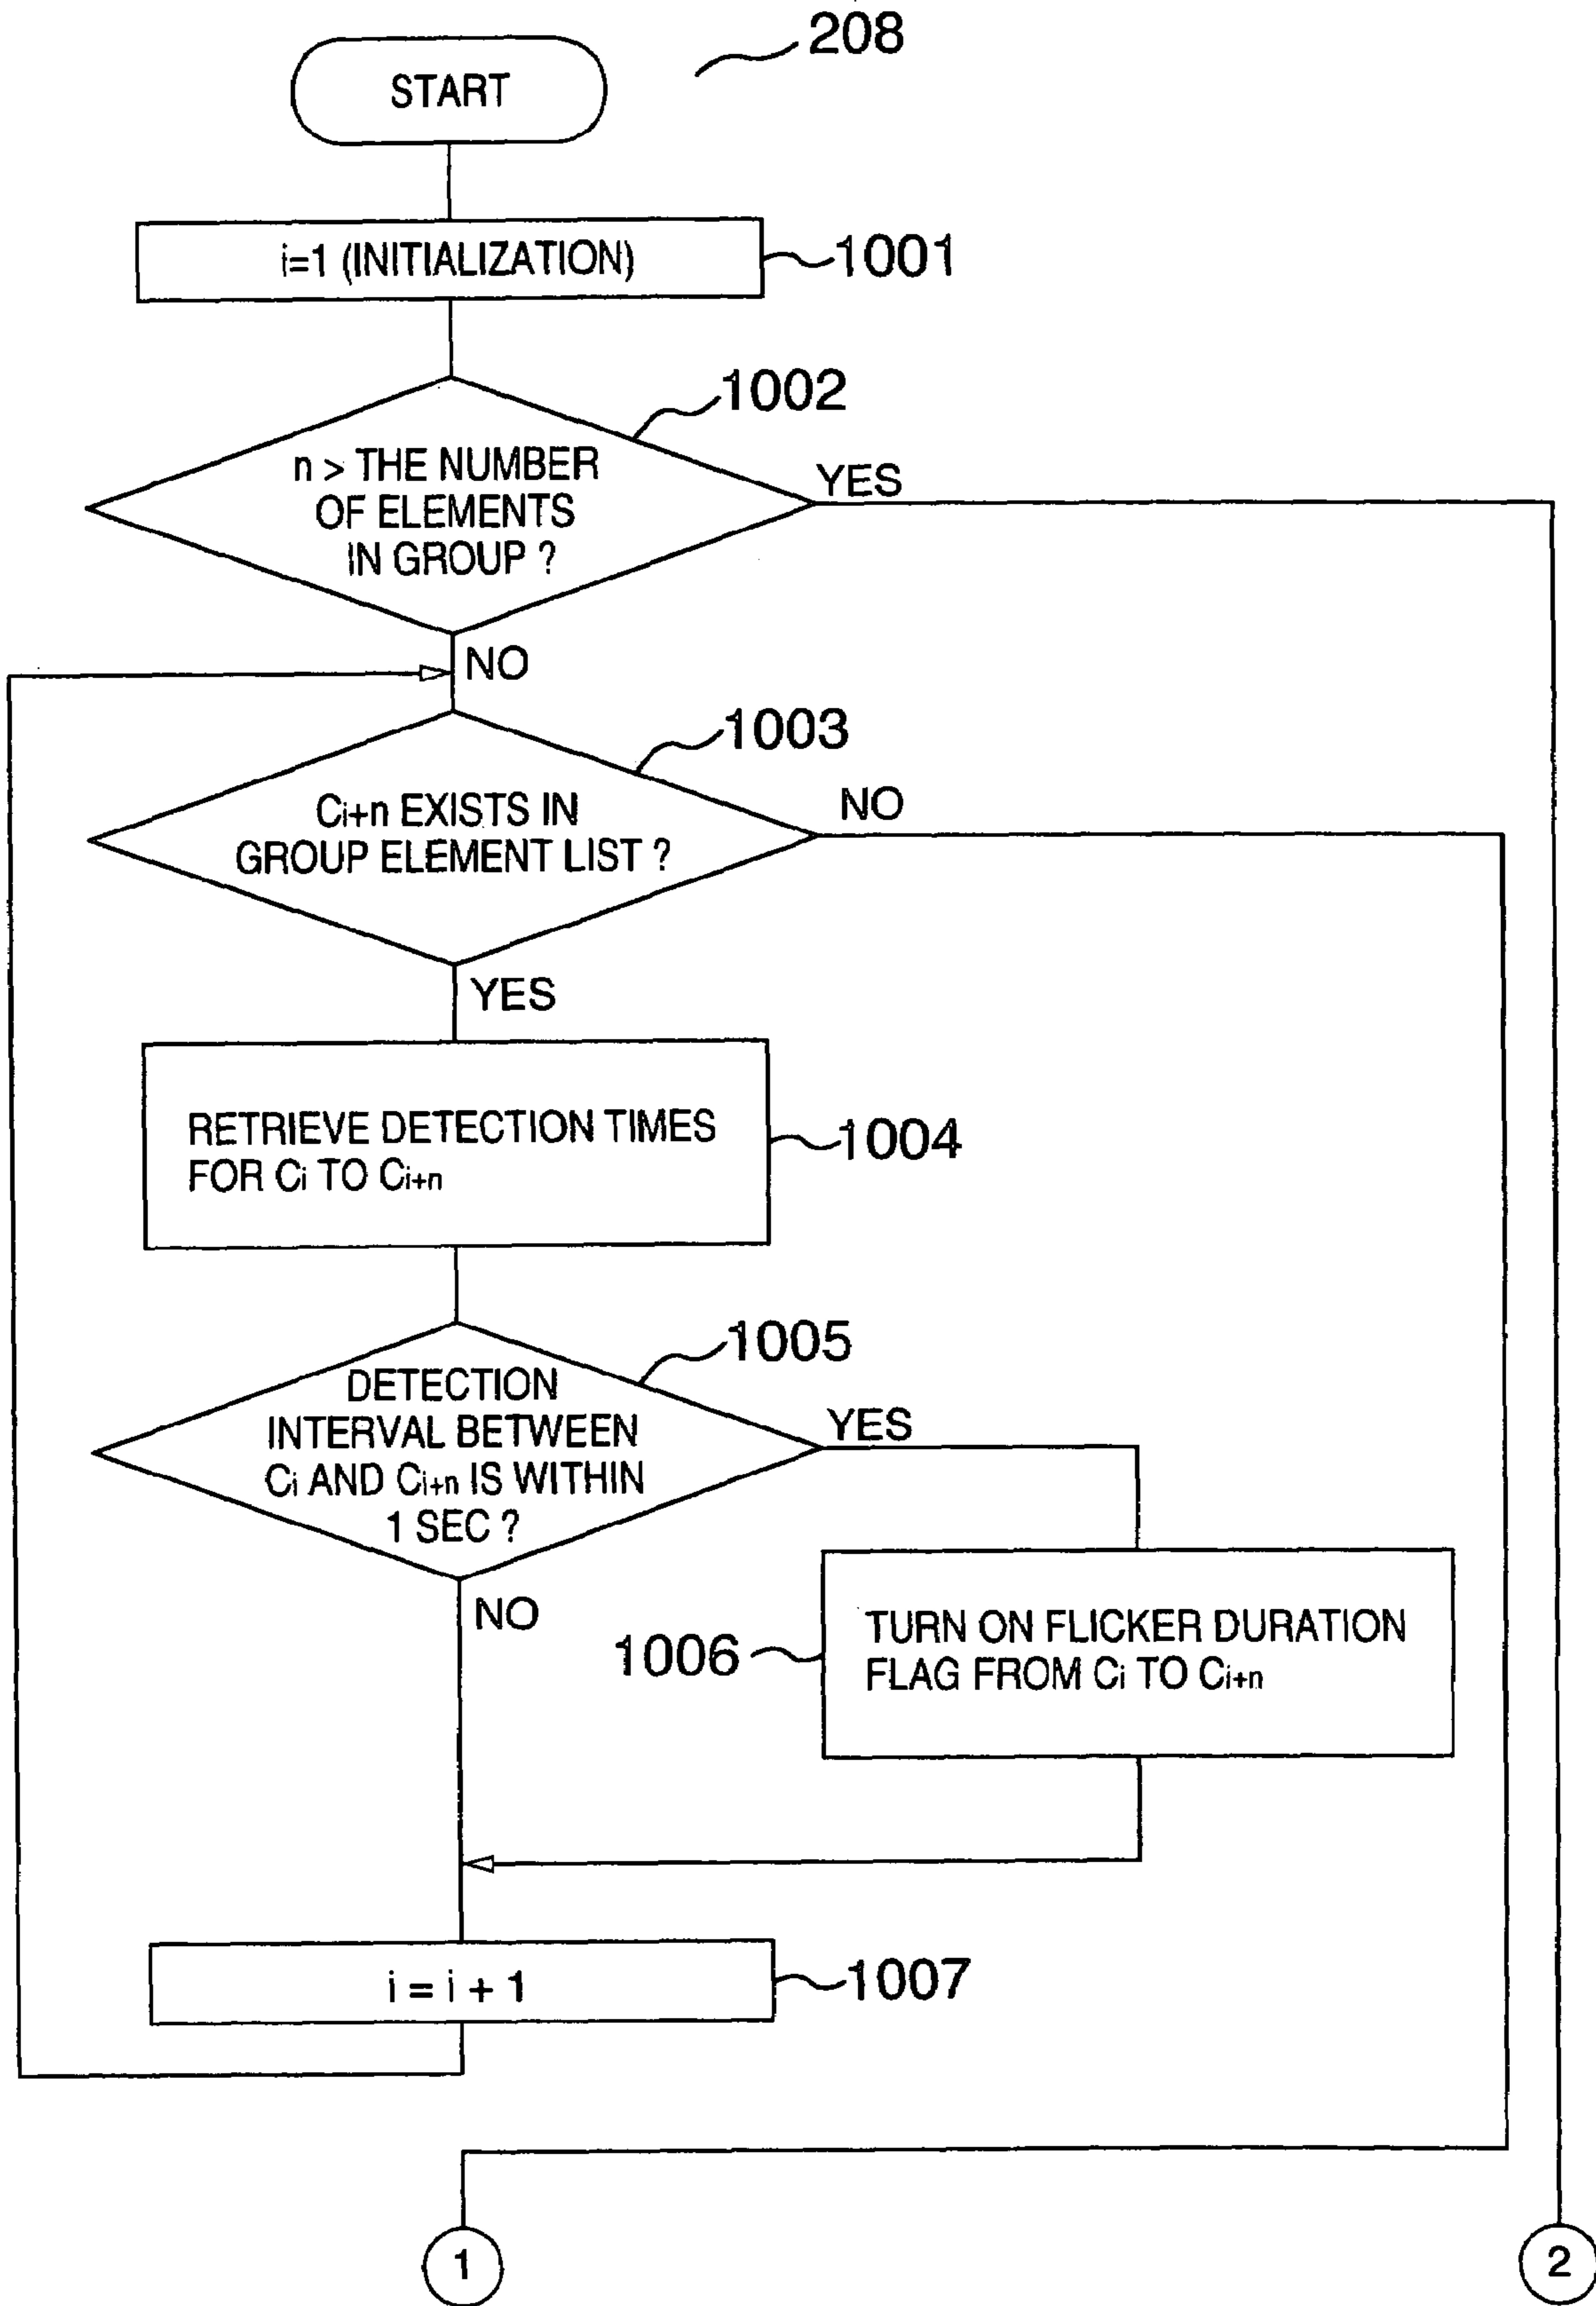 208
START
i=1 (INITIALIZATION)
1001
1002
n > THE NUMBER
OF ELEMENTS
IN GROUP ?
YES
NO
1003
Ci+n EXISTS IN
GROUP ELEMENT LIST ?
NO
YES
RETRIEVE DETECTION TIMES
FOR Ci TO Ci+n
1004
1005
DETECTION
INTERVAL BETWEEN
Ci AND Ci+n IS WITHIN
1 SEC ?
YES
NO
1006
TURN ON FLICKER DURATION
FLAG FROM Ci TO Ci+n
i = i + 1
1007
1
2